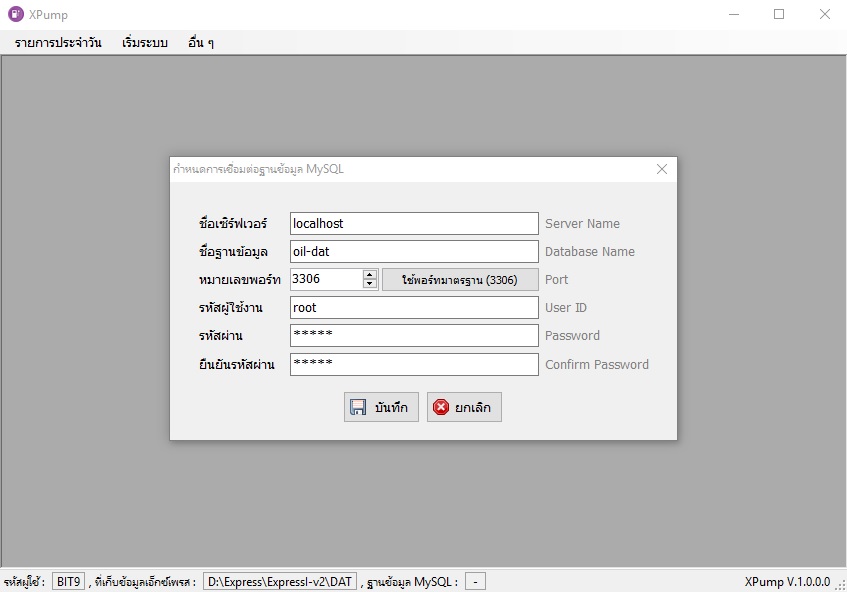 XPump
รายการประจำวัน เริ่มระบบ อื่น ๆ
กำหนดการเชื่อมต่อฐานข้อมูล MySQL
ชื่อเซิร์ฟเวอร์ localhost Server Name
ชื่อฐานข้อมูล oil-dat Database Name
หมายเลขพอร์ท 3306 ใช้พอร์ทมาตรฐาน (3306) Port
รหัสผู้ใช้งาน root User ID
รหัสผ่าน ***** Password
ยืนยันรหัสผ่าน ***** Confirm Password
บันทึก ยกเลิก
รหัสผู้ใช้ : BIT9 , ที่เก็บข้อมูลเอ็กซ์เพรส : D:\Express\ExpressI-v2\DAT , ฐานข้อมูล MySQL : - XPump V.1.0.0.0